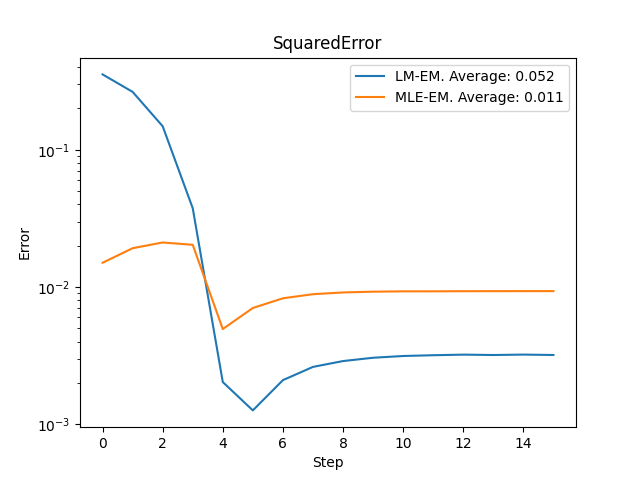 SquaredError
LM-EM. Average: 0.052
MLE-EM. Average: 0.011
Error
10⁻¹
10⁻²
10⁻³
0 2 4 6 8 10 12 14
Step